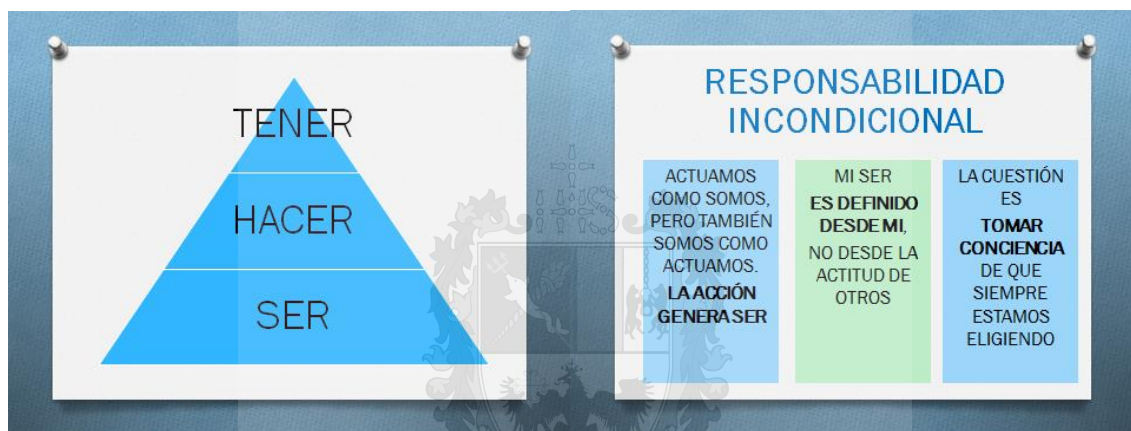 TENER
HACER
SER
RESPONSABILIDAD
INCONDICIONAL
ACTUAMOS
COMO SOMOS,
PERO TAMBIÉN
SOMOS COMO
ACTUAMOS.
LA ACCIÓN
GENERA SER
MI SER
ES DEFINIDO
DESDE MI,
NO DESDE LA
ACTITUD DE
OTROS
LA CUESTIÓN
ES
TOMAR
CONCIENCIA
DE QUE
SIEMPRE
ESTAMOS
ELIGIENDO